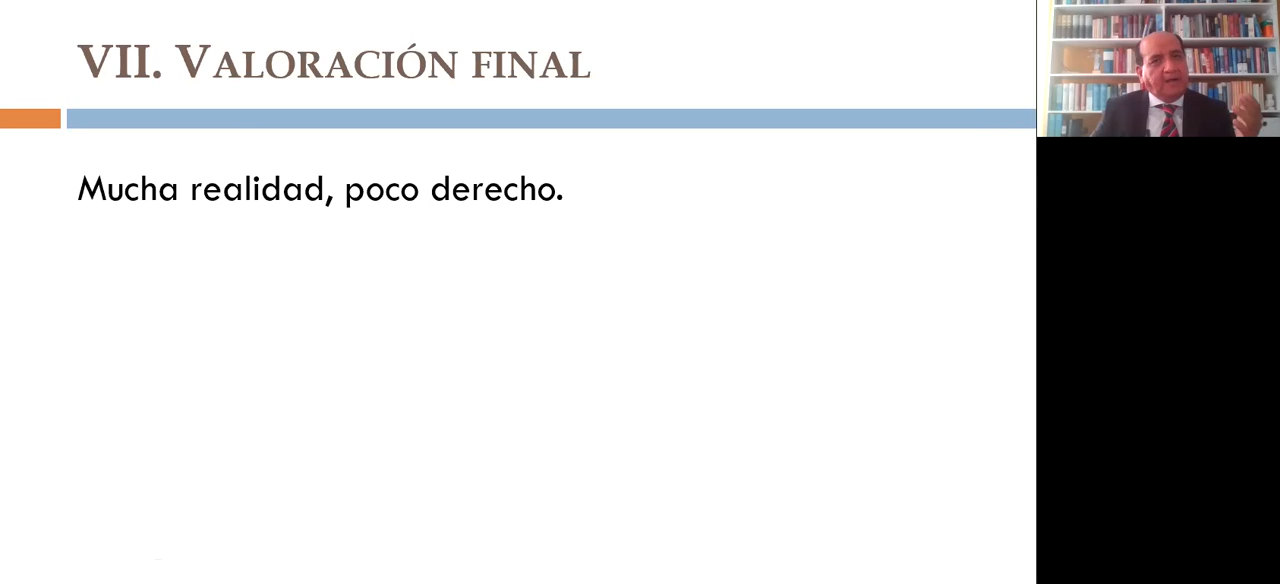 VII. VALORACIÓN FINAL
Mucha realidad, poco derecho.